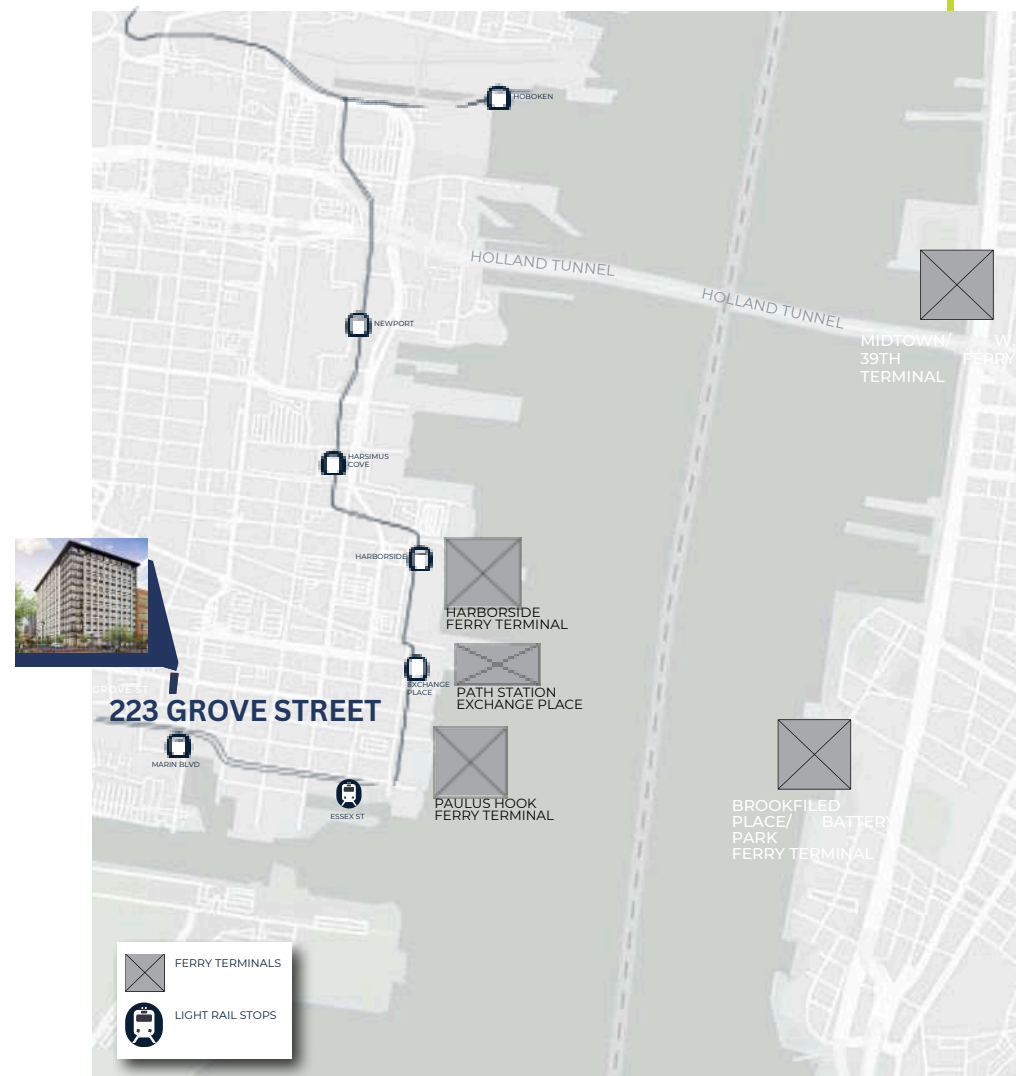 HOBOKEN
HOLLAND TUNNEL
HOLLAND TUNNEL
NEWPORT
MIDTOWN/ W.
39TH FERRY
TERMINAL
HARSIMUS
COVE
HARBORSIDE
HARBORSIDE
FERRY TERMINAL
EXCHANGE
PLACE
PATH STATION
EXCHANGE PLACE
GROVE ST
223 GROVE STREET
MARIN BLVD
ESSEX ST
PAULUS HOOK
FERRY TERMINAL
BROOKFILED
PLACE/ BATTERY
PARK
FERRY TERMINAL
FERRY TERMINALS
LIGHT RAIL STOPS